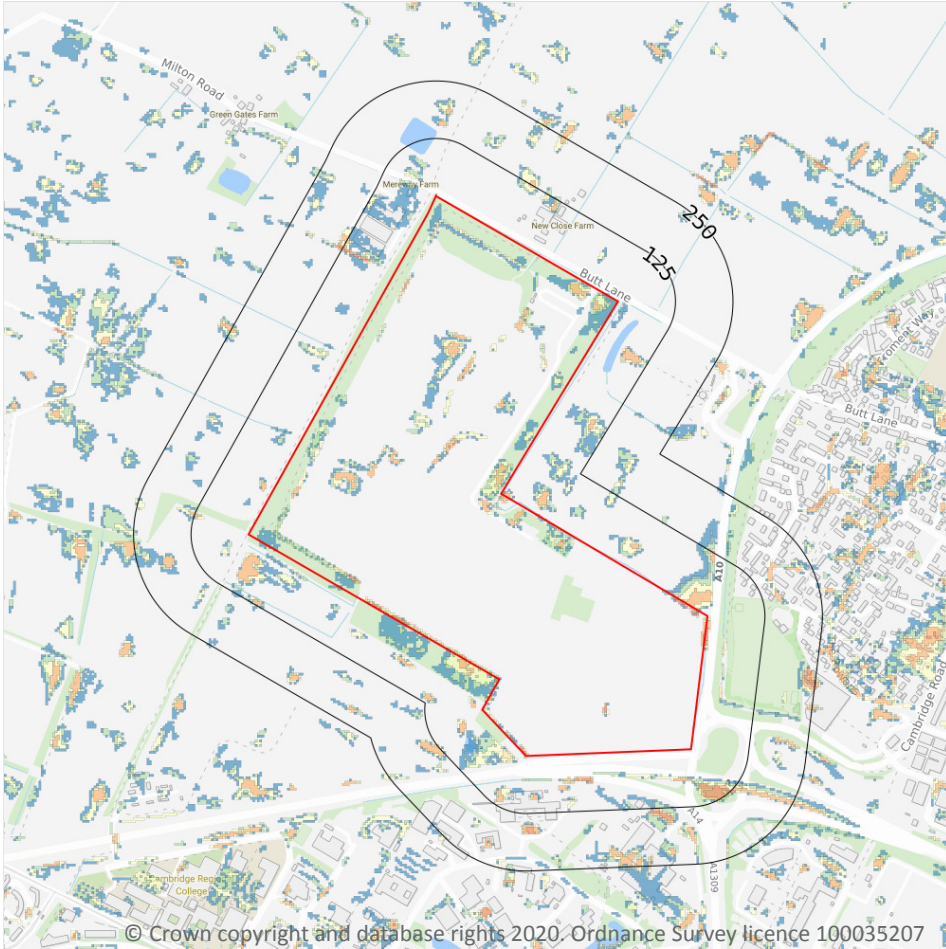 Milton Road
Green Gates Farm
Mereway Farm
New Close Farm
250
125
Butt Lane
Froment Way
Butt Lane
A10
Cambridge Road
A14
A1309
Cambridge Regional
College
© Crown copyright and database rights 2020. Ordnance Survey licence 100035207